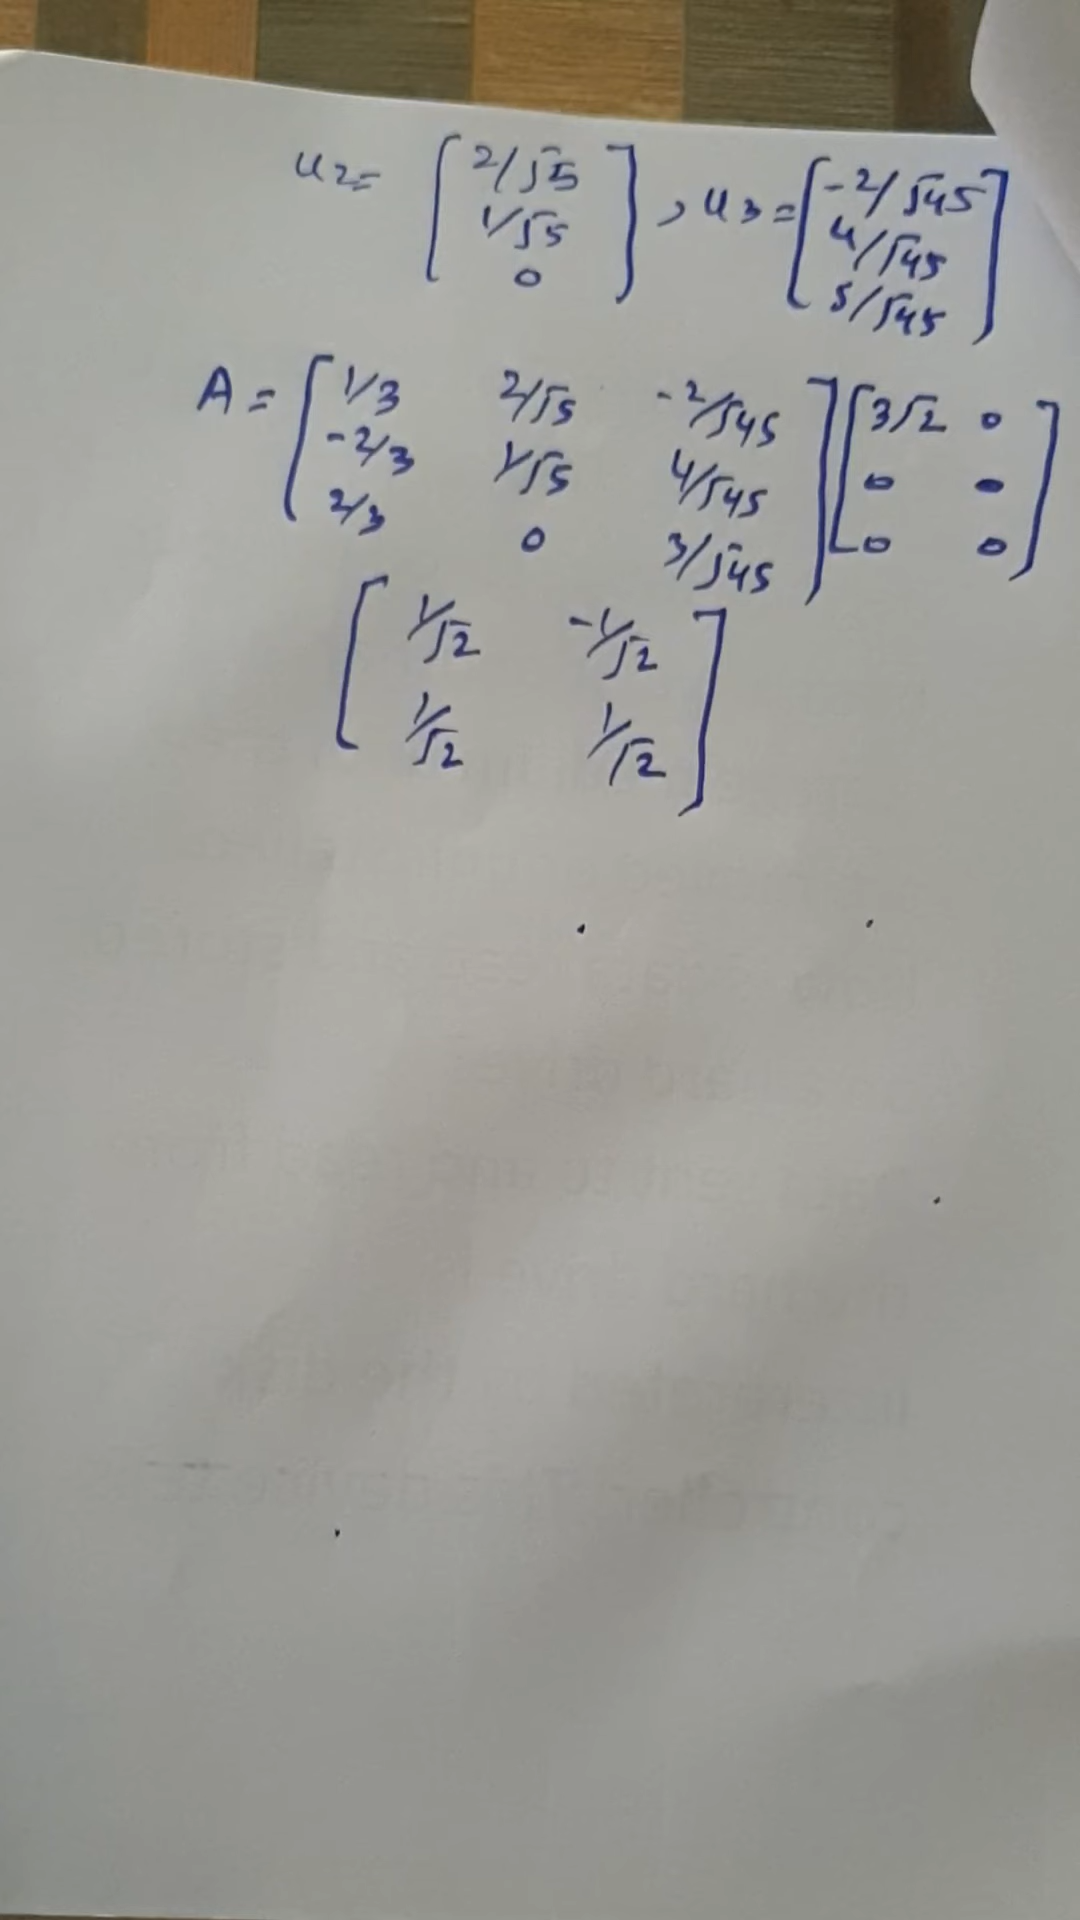 u2= [2/√5 1/√5 0], u3 = [-2/√45 4/√45 5/√45]
A = [1/3 2/√5 -2/√45] [3√2 0]
-2/3 1/√5 4/√45 0 0
2/3 0 3/√45 0 0
[1/√2 -1/√2]
[1/√2 1/√2]